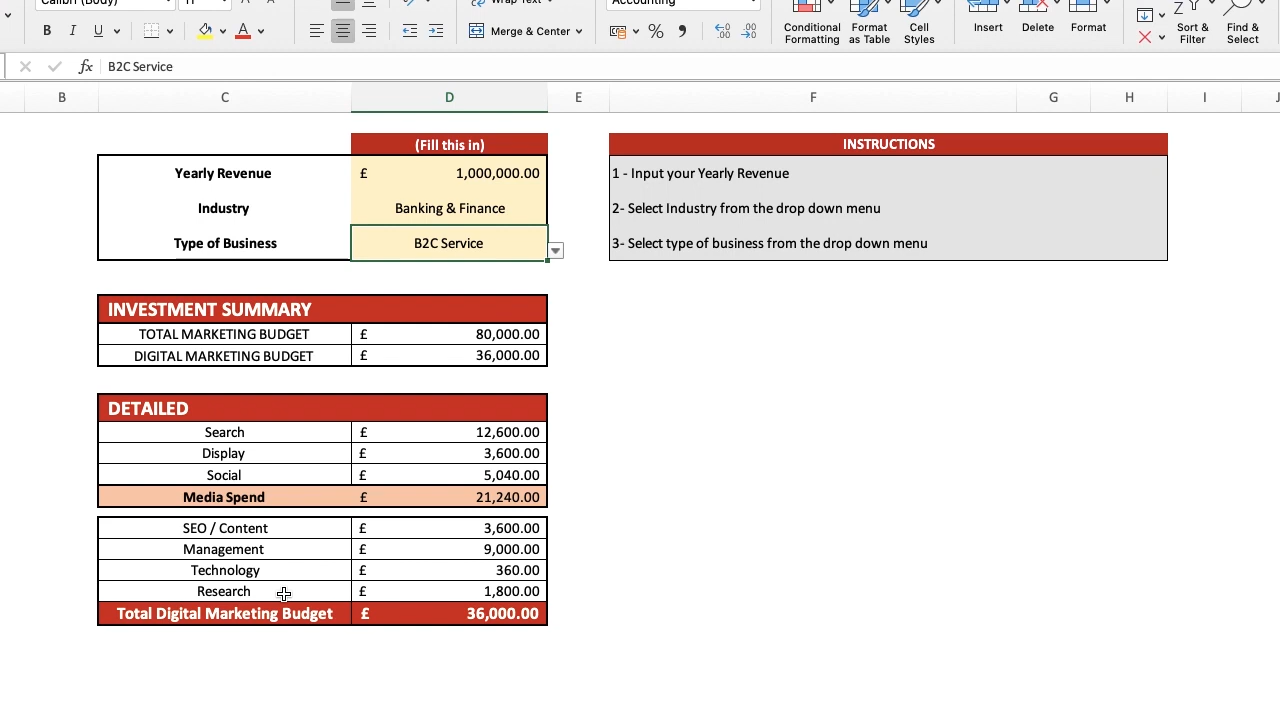 Calibri (Body)
Wrap Text
Accounting
B I U
A
Merge & Center
%
Conditional Formatting
Format as Table
Cell Styles
Insert
Delete
Format
Sort & Filter
Find & Select
fx B2C Service
B C D E F G H I J
(Fill this in)
INSTRUCTIONS
Yearly Revenue £ 1,000,000.00
1 - Input your Yearly Revenue
Industry Banking & Finance
2- Select Industry from the drop down menu
Type of Business B2C Service
3- Select type of business from the drop down menu
INVESTMENT SUMMARY
TOTAL MARKETING BUDGET £ 80,000.00
DIGITAL MARKETING BUDGET £ 36,000.00
DETAILED
Search £ 12,600.00
Display £ 3,600.00
Social £ 5,040.00
Media Spend £ 21,240.00
SEO / Content £ 3,600.00
Management £ 9,000.00
Technology £ 360.00
Research £ 1,800.00
Total Digital Marketing Budget £ 36,000.00